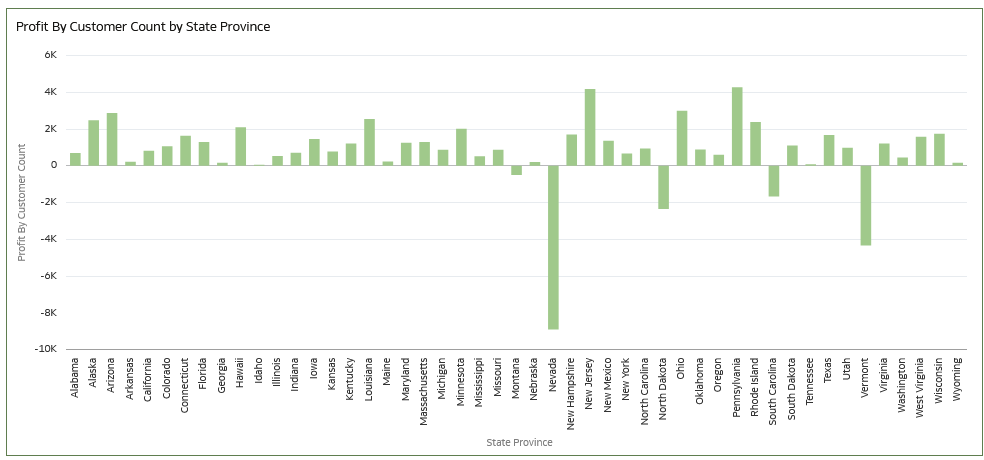 Profit By Customer Count by State Province
6K
4K
2K
0
-2K
-4K
-6K
-8K
-10K
Profit By Customer Count
Alabama
Alaska
Arizona
Arkansas
California
Colorado
Connecticut
Florida
Georgia
Hawaii
Idaho
Illinois
Indiana
Iowa
Kansas
Kentucky
Louisiana
Maine
Maryland
Massachusetts
Michigan
Minnesota
Mississippi
Missouri
Montana
Nebraska
Nevada
New Hampshire
New Jersey
New Mexico
New York
North Carolina
North Dakota
Ohio
Oklahoma
Oregon
Pennsylvania
Rhode Island
South Carolina
South Dakota
Tennessee
Texas
Utah
Vermont
Virginia
Washington
West Virginia
Wisconsin
Wyoming
State Province